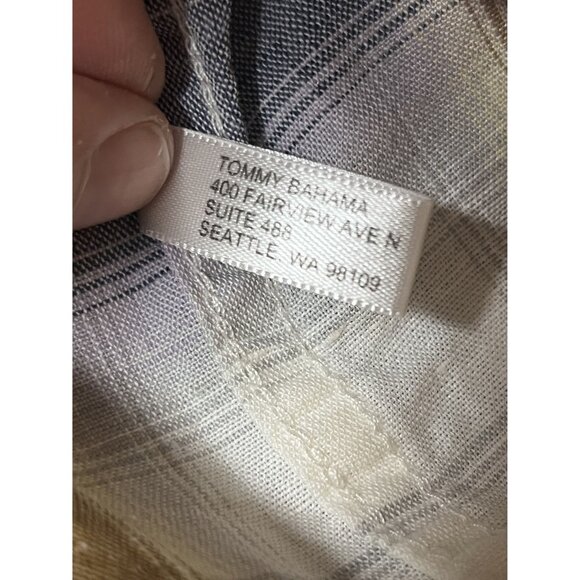 TOMMY BAHAMA
400 FAIRVIEW AVE N
SUITE 488
SEATTLE, WA 98109